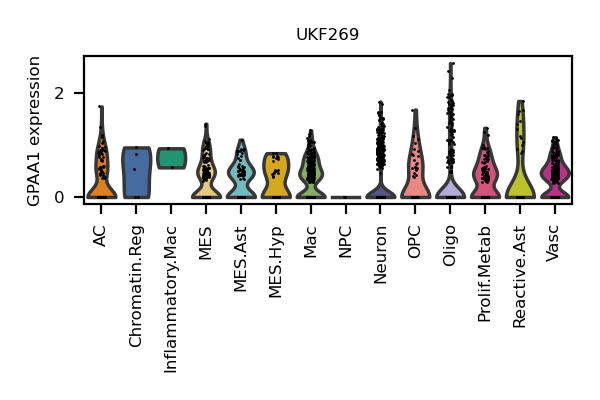 UKF269
GPAA1 expression
2
0
AC
Chromatin.Reg
Inflammatory.Mac
MES
MES.Ast
MES.Hyp
Mac
NPC
Neuron
OPC
Oligo
Prolif.Metab
Reactive.Ast
Vasc